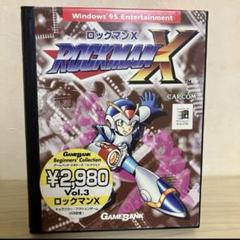 Windows 95 Entertainment
ロックマンX
ROCKMAN X
TM
CAPCOM
GAMEBANK
Beginners' Collection
¥2,980
Vol.3
ロックマンX
GAMEBANK